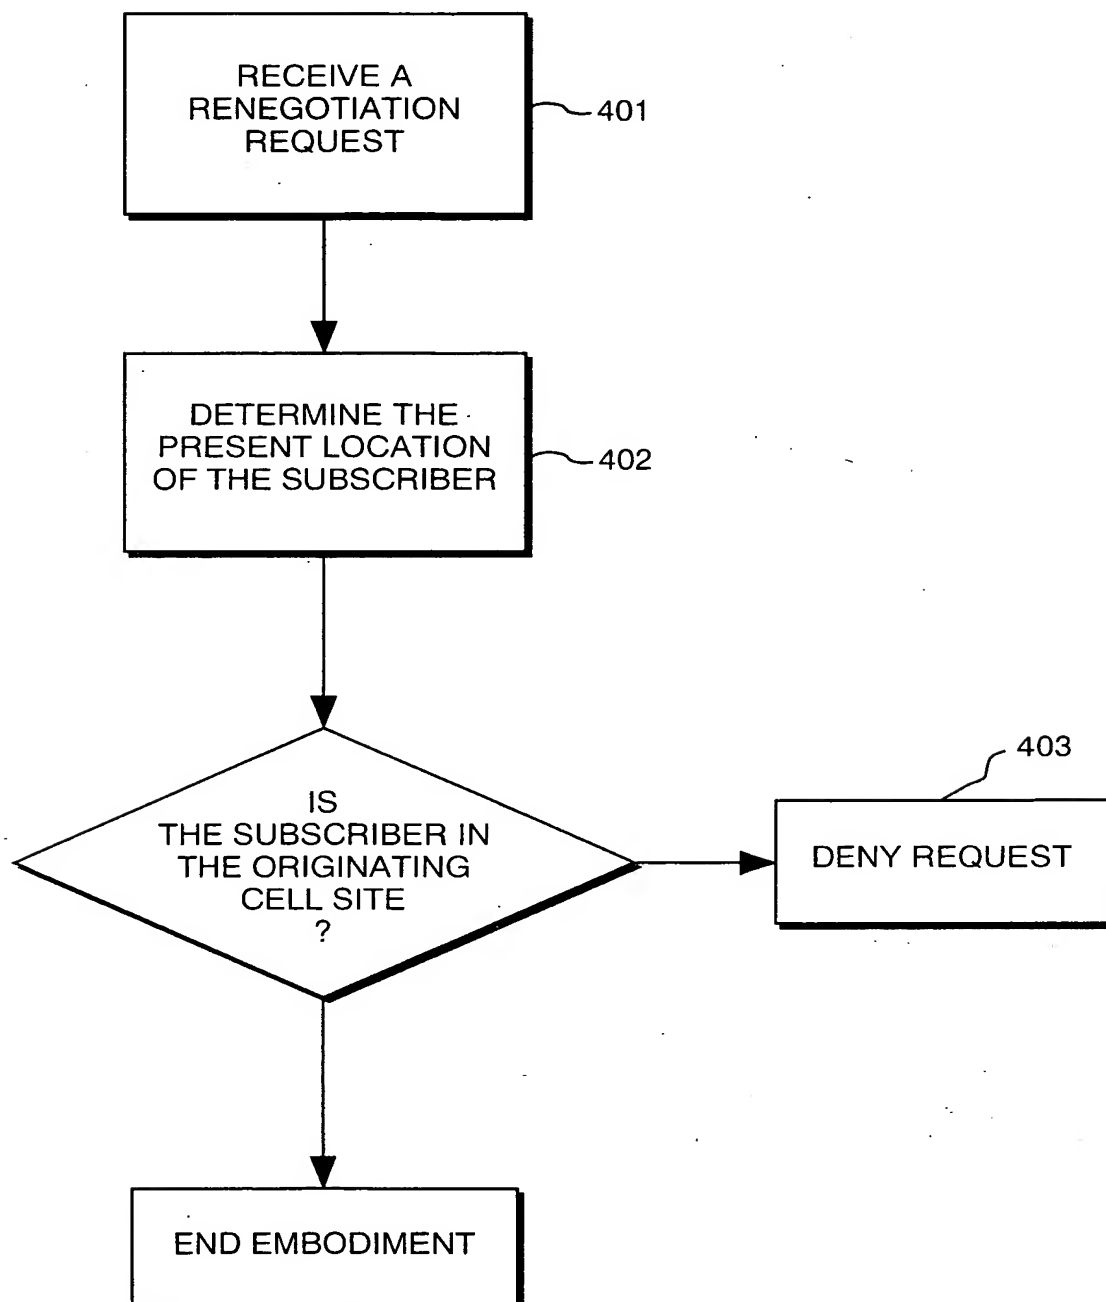 RECEIVE A
RENEGOTIATION
REQUEST
401
DETERMINE THE
PRESENT LOCATION
OF THE SUBSCRIBER
402
IS
THE SUBSCRIBER IN
THE ORIGINATING
CELL SITE
?
403
DENY REQUEST
END EMBODIMENT